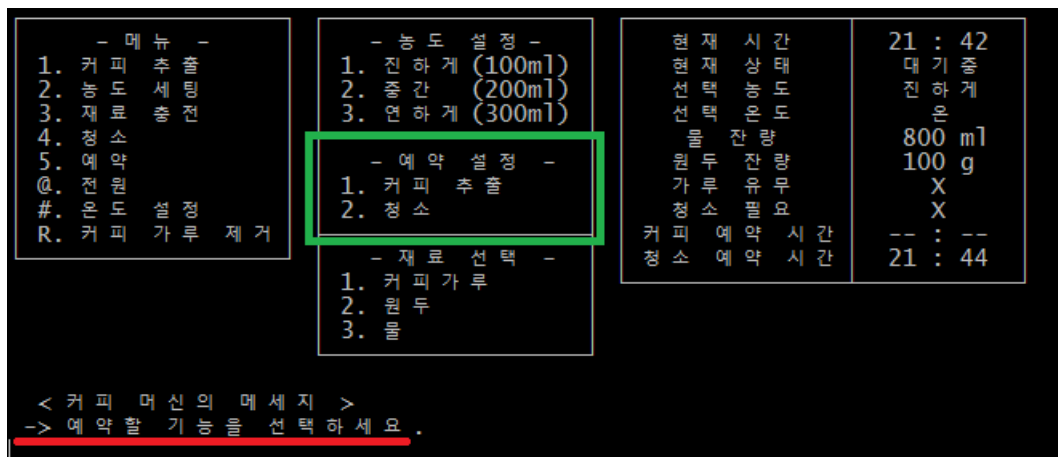 - 메뉴 -
1. 커피 추출
2. 농도 세팅
3. 재료 충전
4. 청소
5. 예약
@. 전원
#. 온도 설정
R. 커피 가루 제거
- 농도 설정 -
1. 진하게 (100ml)
2. 중간 (200ml)
3. 연하게 (300ml)
- 예약 설정 -
1. 커피 추출
2. 청소
- 재료 선택 -
1. 커피가루
2. 원두
3. 물
현재 시간 21 : 42
현재 상태 대기중
선택 농도 진하게
선택 온도 온
물 잔량 800 ml
원두 잔량 100 g
가루 유무 X
청소 필요 X
커피 예약 시간 -- : --
청소 예약 시간 21 : 44
< 커피 머신의 메세지 >
-> 예약할 기능을 선택하세요.